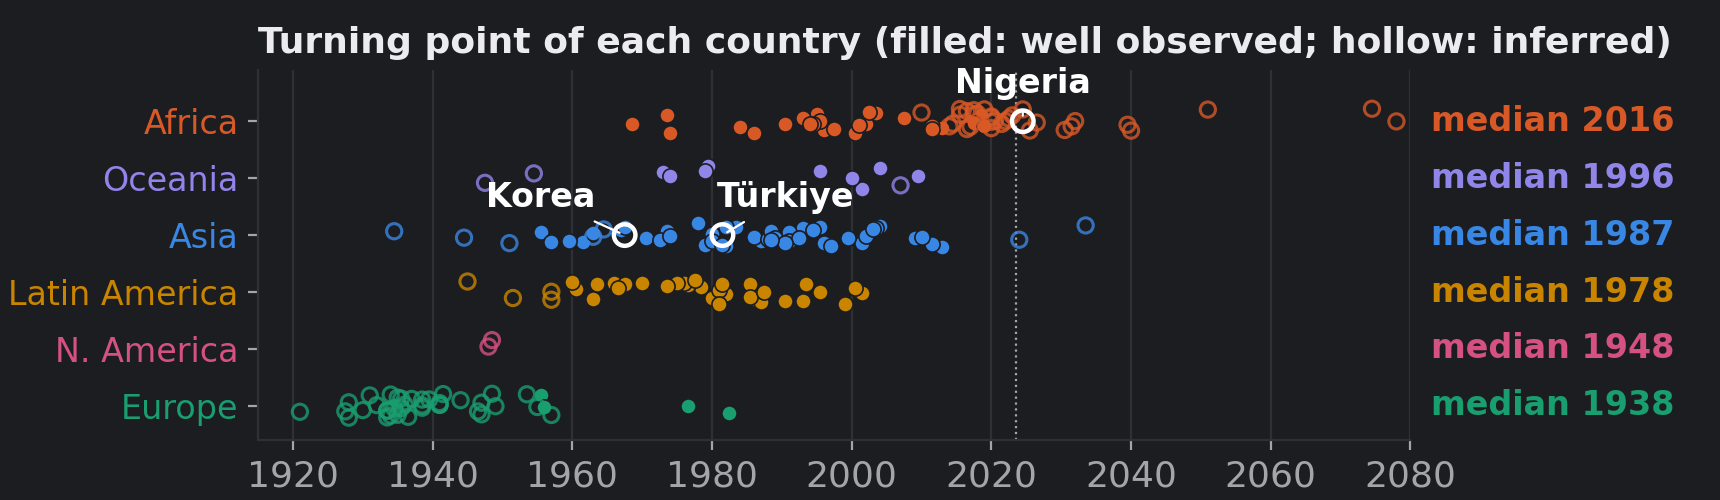 Turning point of each country (filled: well observed; hollow: inferred)
Nigeria
Africa
median 2016
Oceania
median 1996
Korea
Türkiye
Asia
median 1987
Latin America
median 1978
N. America
median 1948
Europe
median 1938
1920 1940 1960 1980 2000 2020 2040 2060 2080